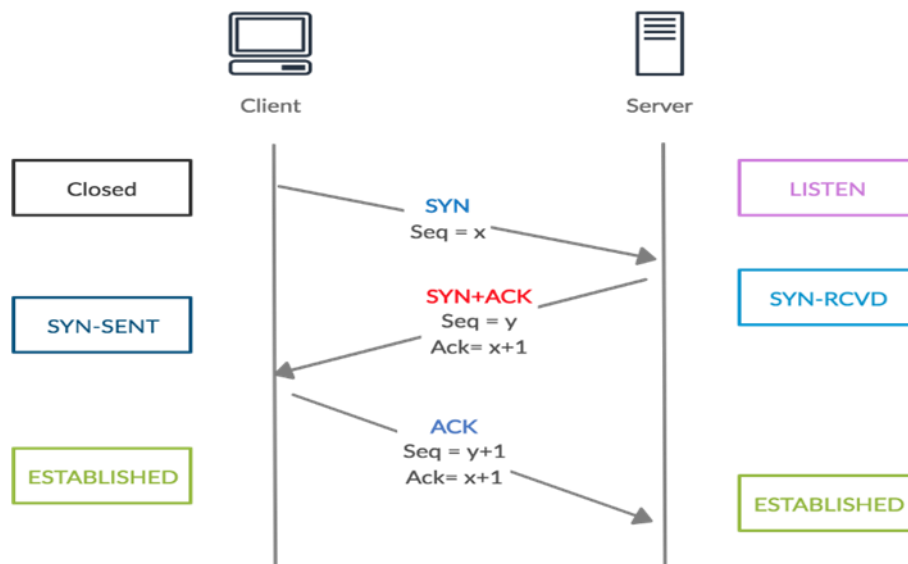 Client
Server
Closed
LISTEN
SYN
Seq = x
SYN+ACK
Seq = y
Ack= x+1
SYN-RCVD
SYN-SENT
ACK
Seq = y+1
Ack= x+1
ESTABLISHED
ESTABLISHED